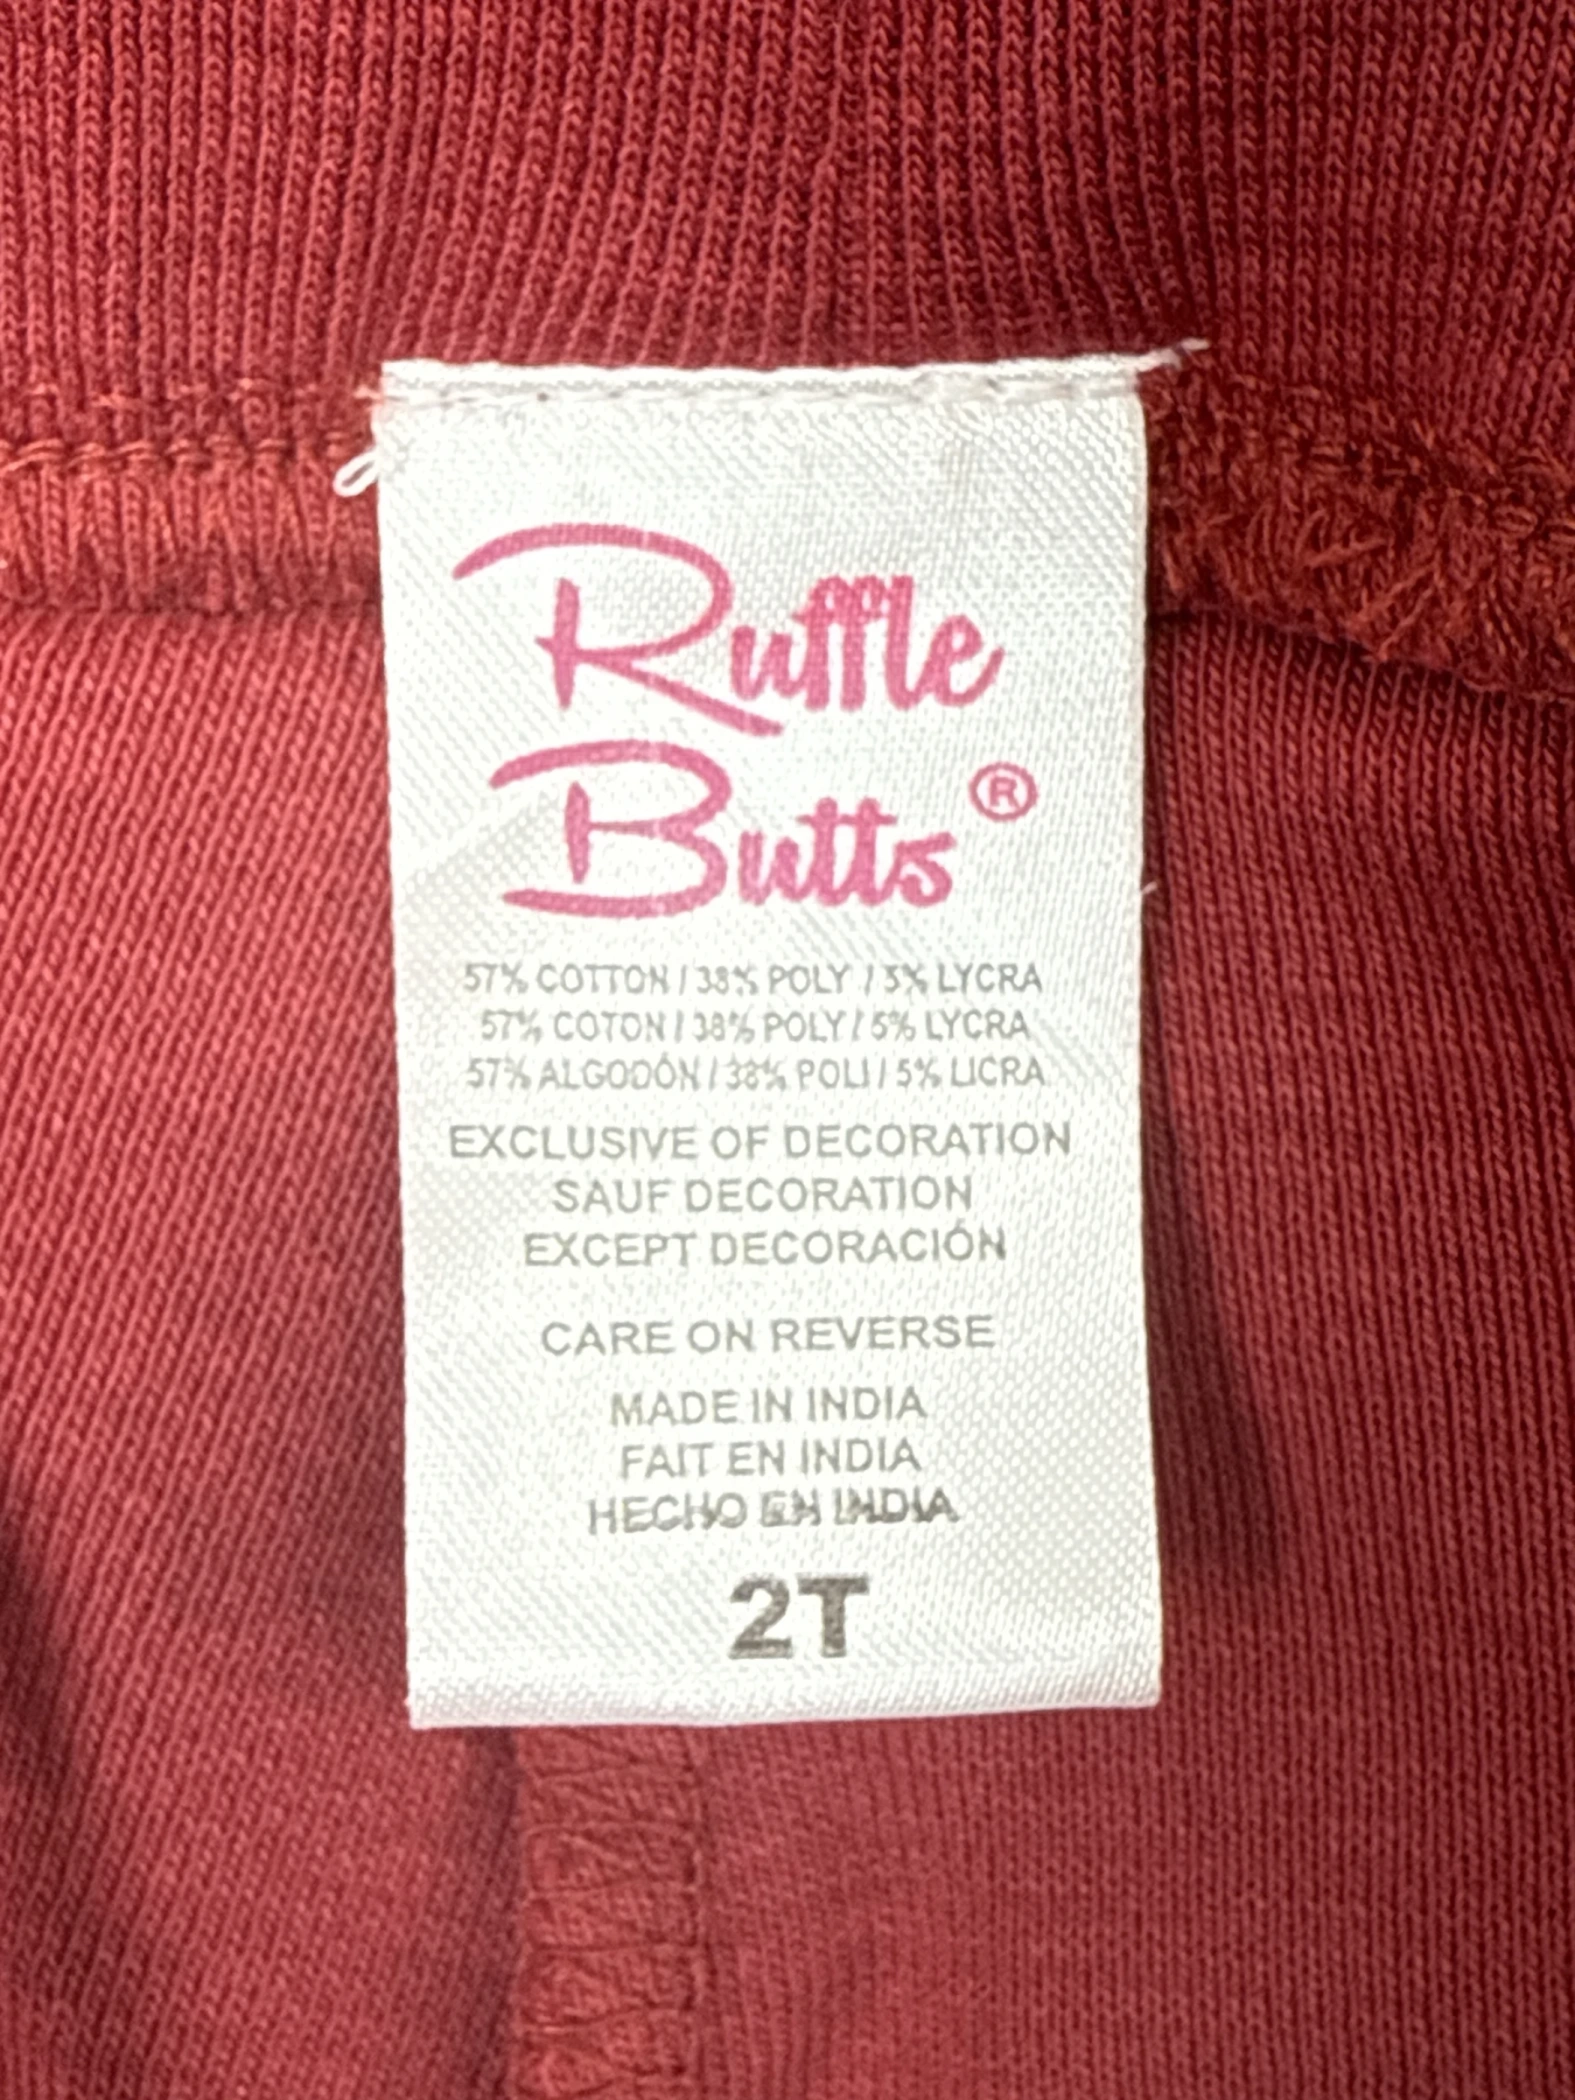 Ruffle
Butts®
57% COTTON / 38% POLY / 5% LYCRA
57% COTON / 38% POLY / 5% LYCRA
57% ALGODÓN / 38% POLI / 5% LICRA
EXCLUSIVE OF DECORATION
SAUF DECORATION
EXCEPT DECORACIÓN
CARE ON REVERSE
MADE IN INDIA
FAIT EN INDIA
HECHO EN INDIA
2T